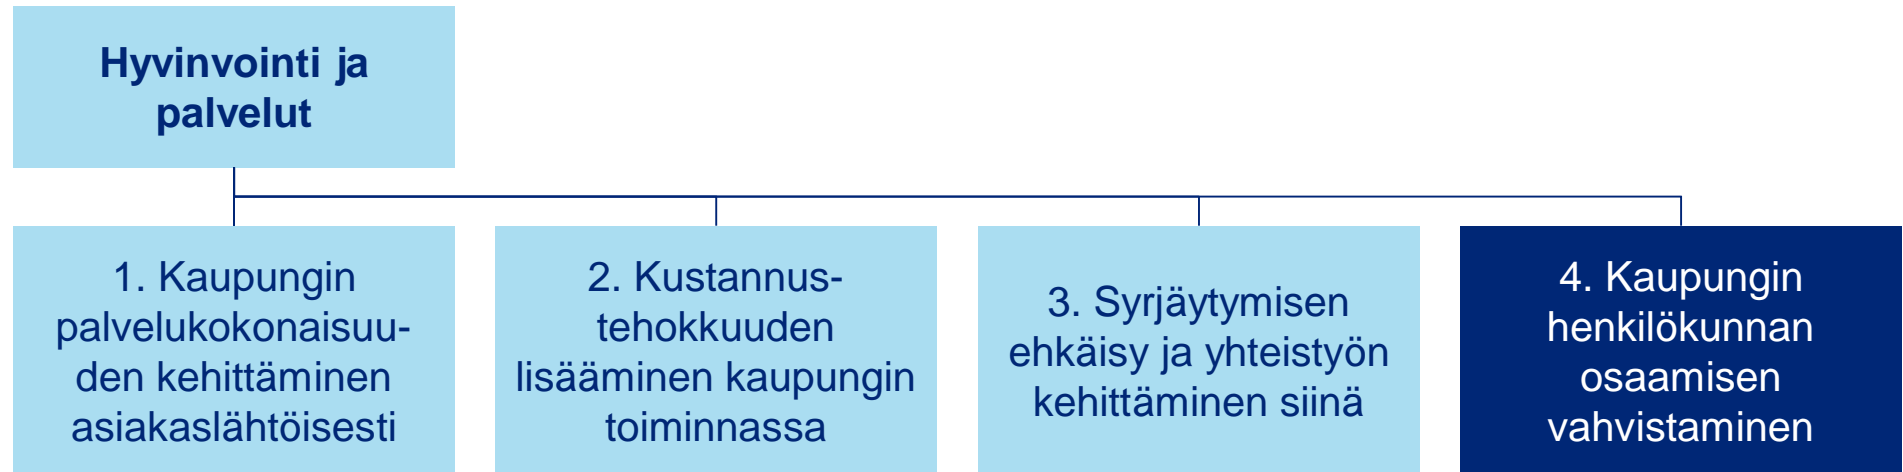 Hyvinvointi ja
palvelut
1. Kaupungin
palvelukokonaisuu-
den kehittäminen
asiakaslähtöisesti
2. Kustannus-
tehokkuuden
lisääminen kaupungin
toiminnassa
3. Syrjäytymisen
ehkäisy ja yhteistyön
kehittäminen siinä
4. Kaupungin
henkilökunnan
osaamisen
vahvistaminen